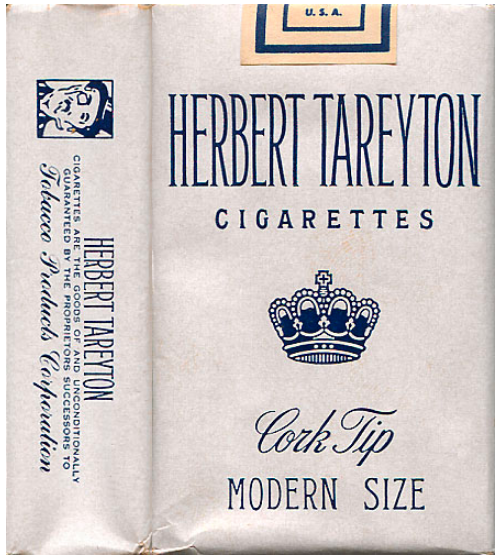 U. S. A.
HERBERT TAREYTON
CIGARETTES
Cork Tip
MODERN SIZE
HERBERT TAREYTON
CIGARETTES ARE THE GOODS OF AND UNCONDITIONALLY
GUARANTEED BY THE PROPRIETORS SUCCESSORS TO
Tobacco Products Corporation